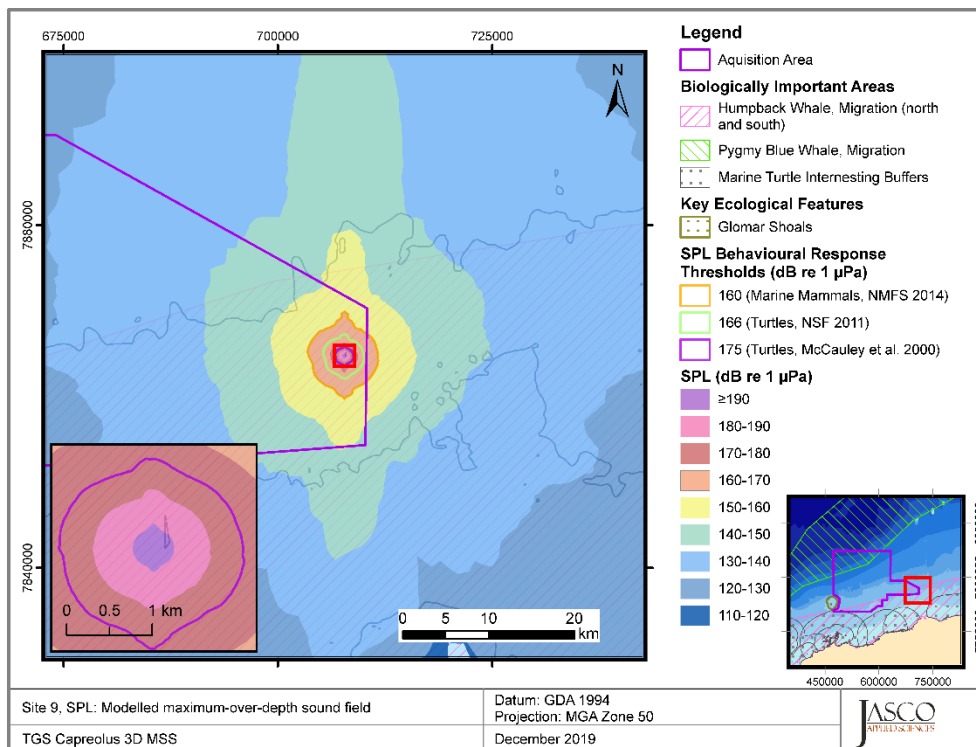 675000 700000 725000
N
7880000
7840000
0 0.5 1 km
0 5 10 20
km
Legend
Aquisition Area
Biologically Important Areas
Humpback Whale, Migration (north
and south)
Pygmy Blue Whale, Migration
Marine Turtle Internesting Buffers
Key Ecological Features
Glomar Shoals
SPL Behavioural Response
Thresholds (dB re 1 µPa)
160 (Marine Mammals, NMFS 2014)
166 (Turtles, NSF 2011)
175 (Turtles, McCauley et al. 2000)
SPL (dB re 1 µPa)
≥190
180-190
170-180
160-170
150-160
140-150
130-140
120-130
110-120
450000 600000 750000
Site 9, SPL: Modelled maximum-over-depth sound field
TGS Capreolus 3D MSS
Datum: GDA 1994
Projection: MGA Zone 50
December 2019
JASCO
APPLIED SCIENCES